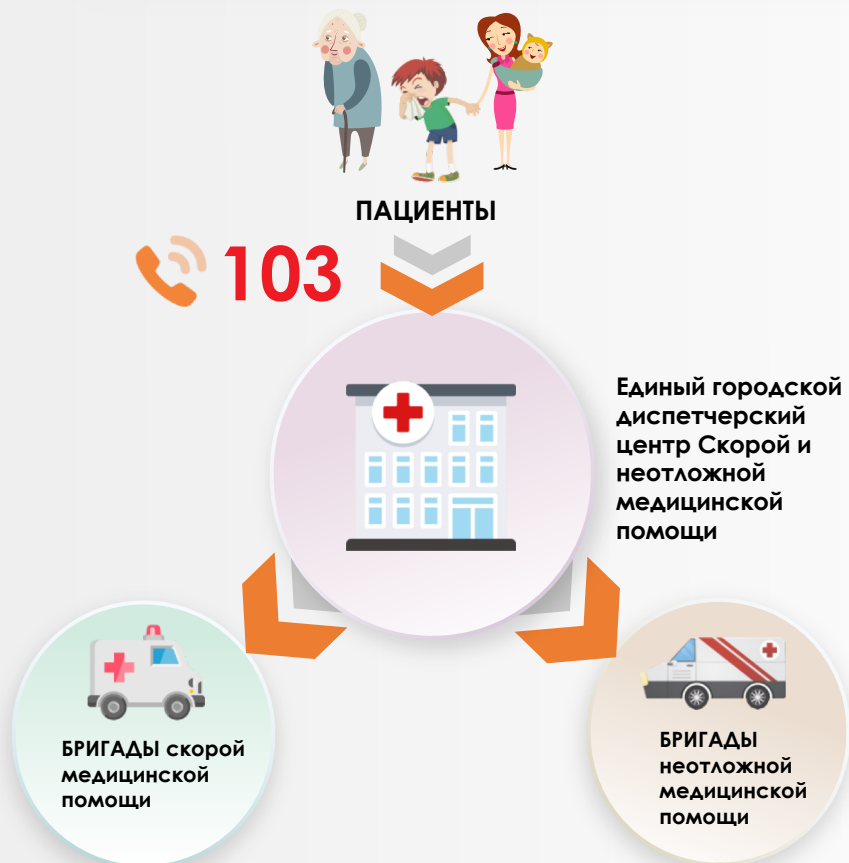 ПАЦИЕНТЫ
103
Единый городской
диспетчерский
центр Скорой и
неотложной
медицинской
помощи
БРИГАДЫ скорой
медицинской
помощи
БРИГАДЫ
неотложной
медицинской
помощи